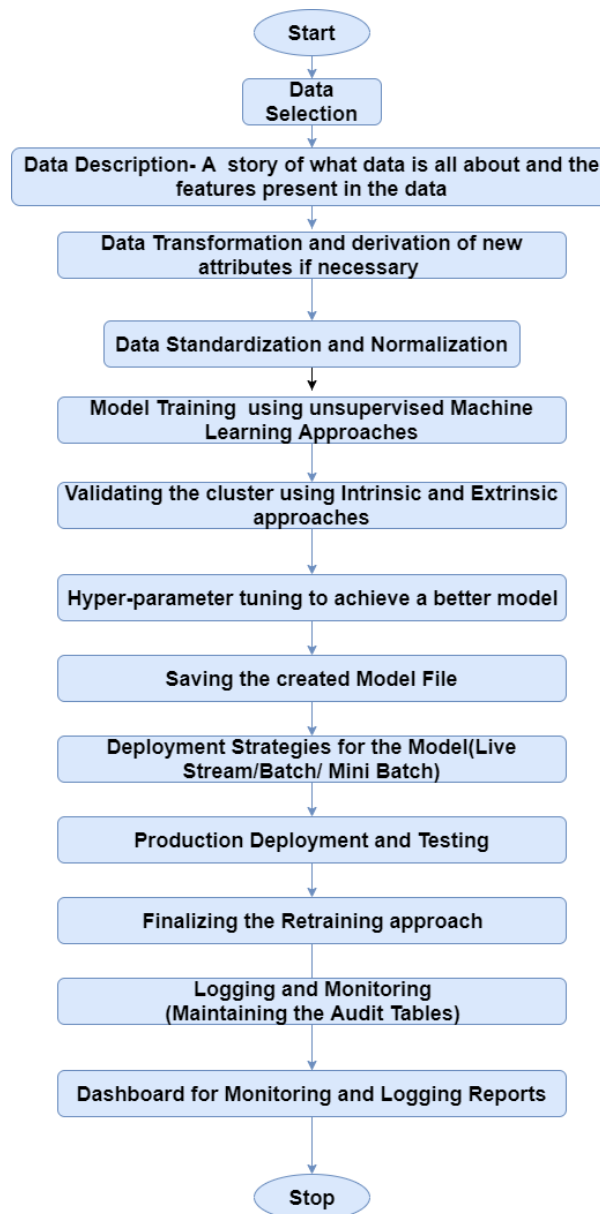 Start
Data
Selection
Data Description- A story of what data is all about and the
features present in the data
Data Transformation and derivation of new
attributes if necessary
Data Standardization and Normalization
Model Training using unsupervised Machine
Learning Approaches
Validating the cluster using Intrinsic and Extrinsic
approaches
Hyper-parameter tuning to achieve a better model
Saving the created Model File
Deployment Strategies for the Model(Live
Stream/Batch/ Mini Batch)
Production Deployment and Testing
Finalizing the Retraining approach
Logging and Monitoring
(Maintaining the Audit Tables)
Dashboard for Monitoring and Logging Reports
Stop